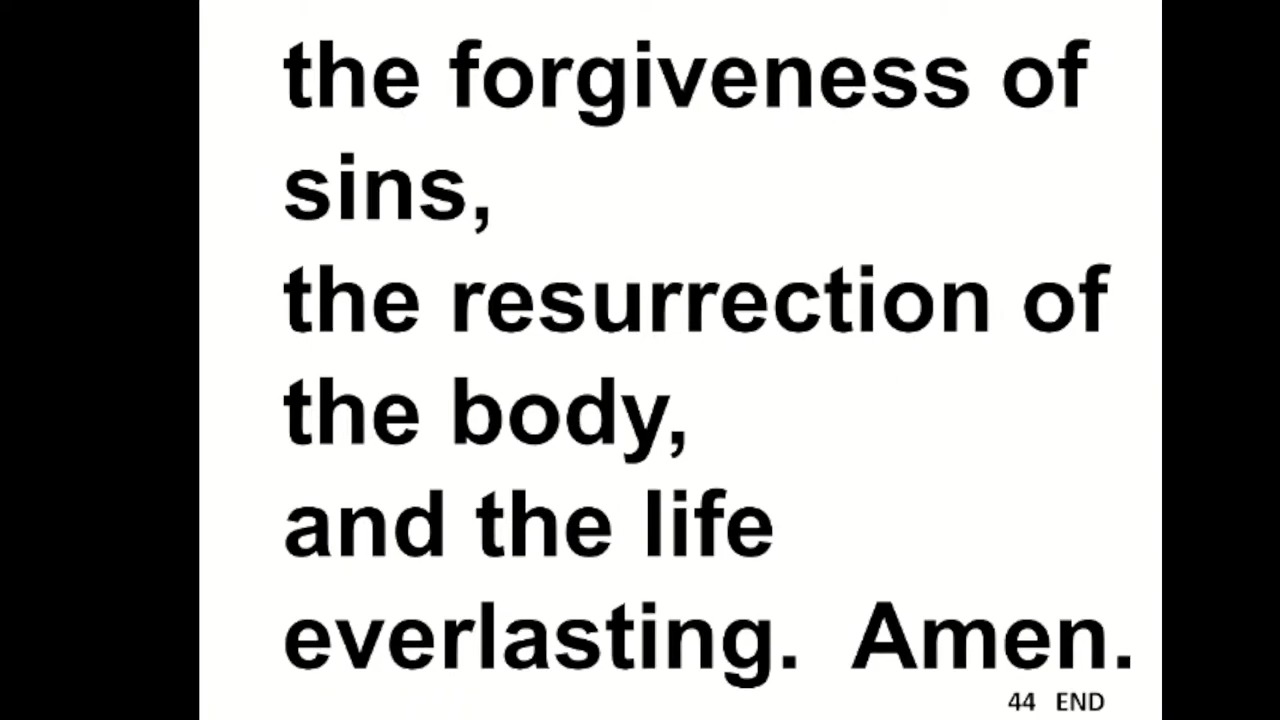 the forgiveness of
sins,
the resurrection of
the body,
and the life
everlasting.  Amen.
44  END